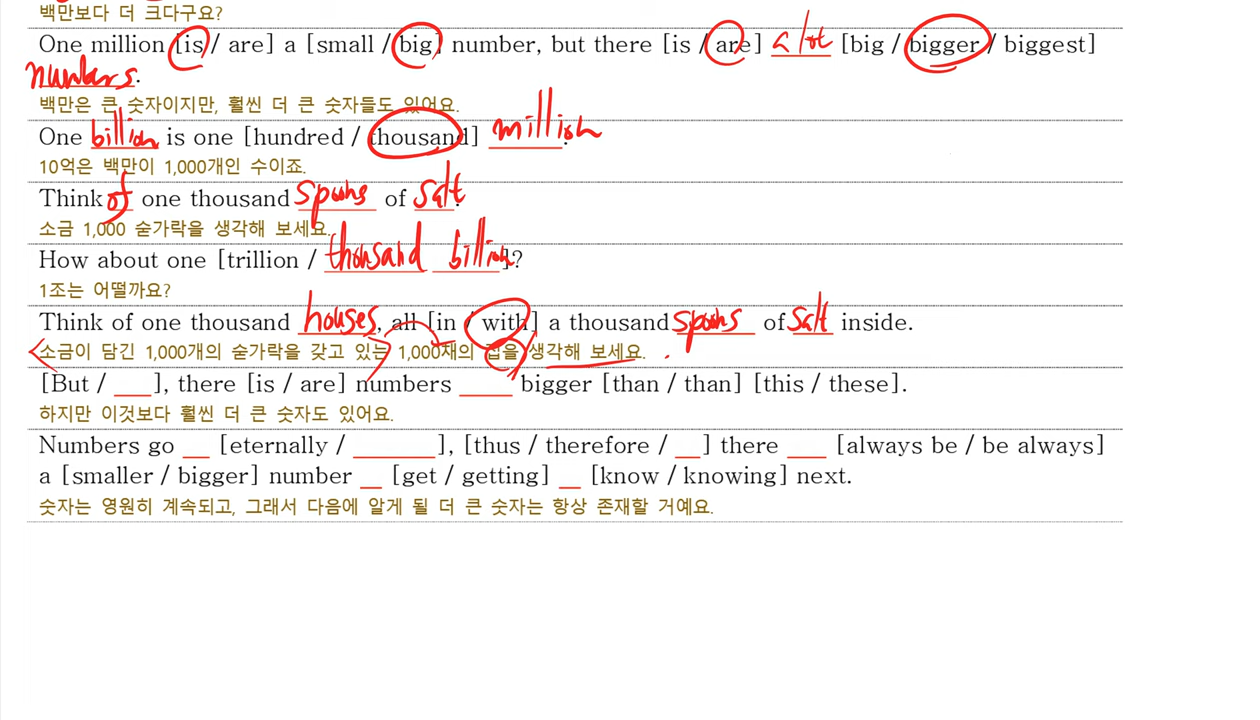 백만보다 더 크다구요?
One million [is / are] a [small / big] number, but there [is / are] a lot [big / bigger / biggest]
numbers.
백만은 큰 숫자이지만, 훨씬 더 큰 숫자들도 있어요.
One billion is one [hundred / thousand] million.
10억은 백만이 1,000개인 수이죠.
Think of one thousand spoons of salt.
소금 1,000 숟가락을 생각해 보세요.
How about one [trillion / thousand billion]?
1조는 어떨까요?
Think of one thousand houses, all [in / with] a thousand spoons of salt inside.
소금이 담긴 1,000개의 숟가락을 갖고 있는 1,000채의 집을 생각해 보세요.
[But / ___], there [is / are] numbers ____ bigger [than / than] [this / these].
하지만 이것보다 훨씬 더 큰 숫자도 있어요.
Numbers go __ [eternally / ______], [thus / therefore / __] there ___ [always be / be always]
a [smaller / bigger] number __ [get / getting] __ [know / knowing] next.
숫자는 영원히 계속되고, 그래서 다음에 알게 될 더 큰 숫자는 항상 존재할 거예요.